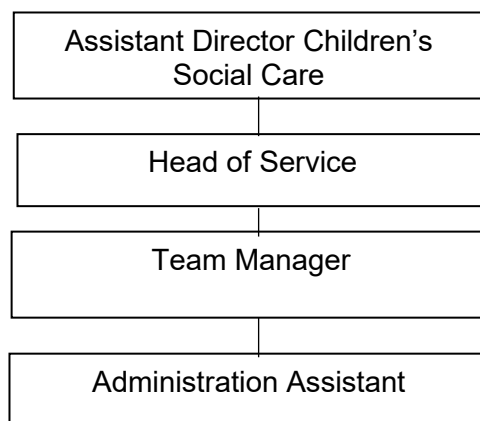 Assistant Director Children’s
Social Care
Head of Service
Team Manager
Administration Assistant